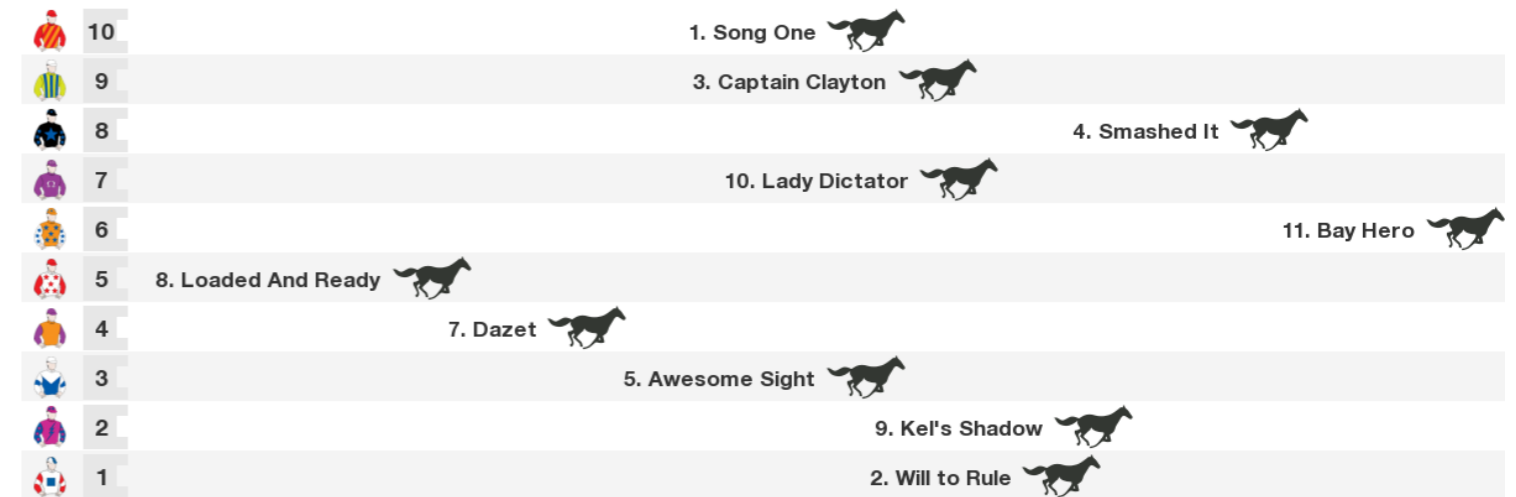 10 1. Song One
9 3. Captain Clayton
8 4. Smashed It
7 10. Lady Dictator
6 11. Bay Hero
5 8. Loaded And Ready
4 7. Dazet
3 5. Awesome Sight
2 9. Kel's Shadow
1 2. Will to Rule